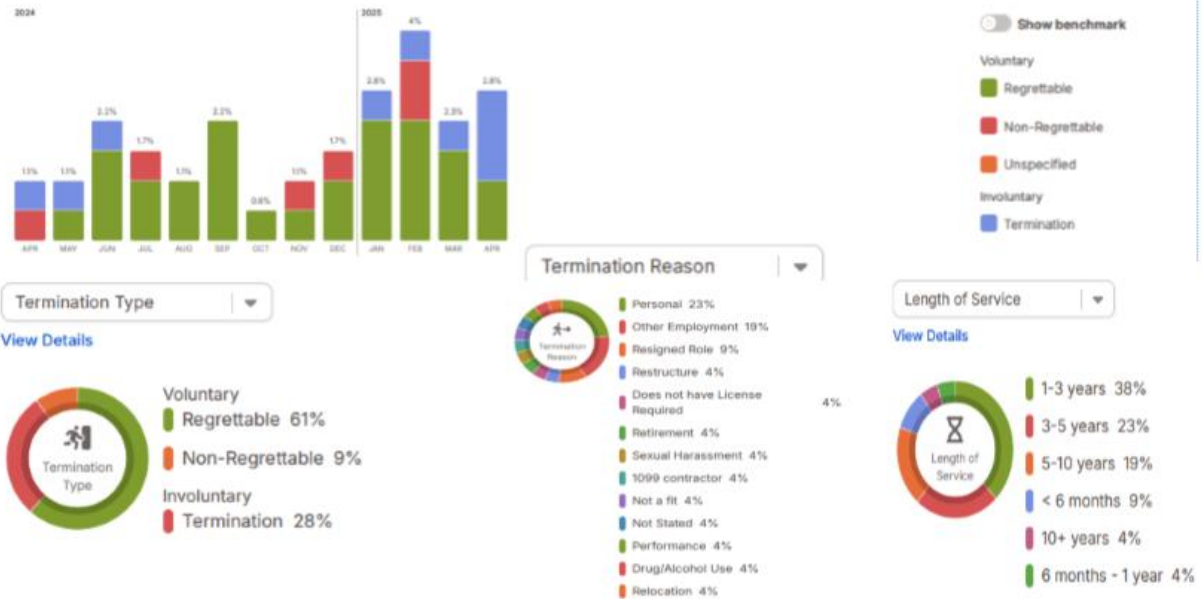 2024
2025
4%
2.8%
2.8%
2.2%
2.2%
2.3%
1.7%
1.7%
1.1%
1.1%
1.1%
1.1%
0.6%
APR
MAY
JUN
JUL
AUG
SEP
OCT
NOV
DEC
JAN
FEB
MAR
APR
Show benchmark
Voluntary
Regrettable
Non-Regrettable
Unspecified
Involuntary
Termination
Termination Type
View Details
Termination
Type
Voluntary
Regrettable 61%
Non-Regrettable 9%
Involuntary
Termination 28%
Termination Reason
Termination
Reason
Personal 23%
Other Employment 19%
Resigned Role 9%
Restructure 4%
Does not have License
Required 4%
Retirement 4%
Sexual Harassment 4%
1099 contractor 4%
Not a fit 4%
Not Stated 4%
Performance 4%
Drug/Alcohol Use 4%
Relocation 4%
Length of Service
View Details
Length of
Service
1-3 years 38%
3-5 years 23%
5-10 years 19%
< 6 months 9%
10+ years 4%
6 months - 1 year 4%